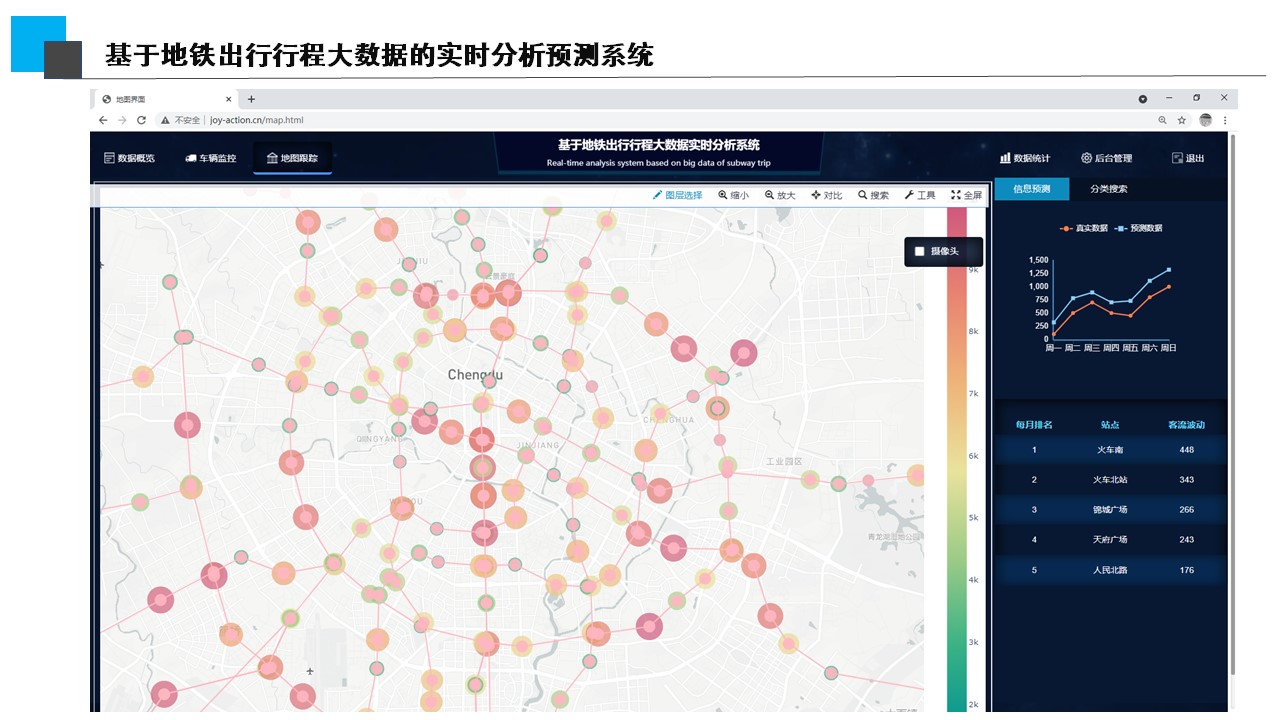 基于地铁出行行程大数据的实时分析预测系统
地图界面
不安全 | joy-action.cn/map.html
数据概览 车辆监控 地图跟踪
基于地铁出行行程大数据实时分析系统
Real-time analysis system based on big data of subway trip
数据统计 后台管理 退出
图层选择 缩小 放大 对比 搜索 工具 全屏
摄像头
9k
8k
7k
6k
5k
4k
3k
2k
Chengdu
QINGYANG
JINJIANG
工业园区
信息预测 分类搜索
真实数据 预测数据
1,500
1,250
1,000
750
500
250
0
周一 周二 周三 周四 周五 周六 周日
每月排名 站点 客流波动
1 火车南 448
2 火车北站 343
3 锦城广场 266
4 天府广场 243
5 人民北路 176